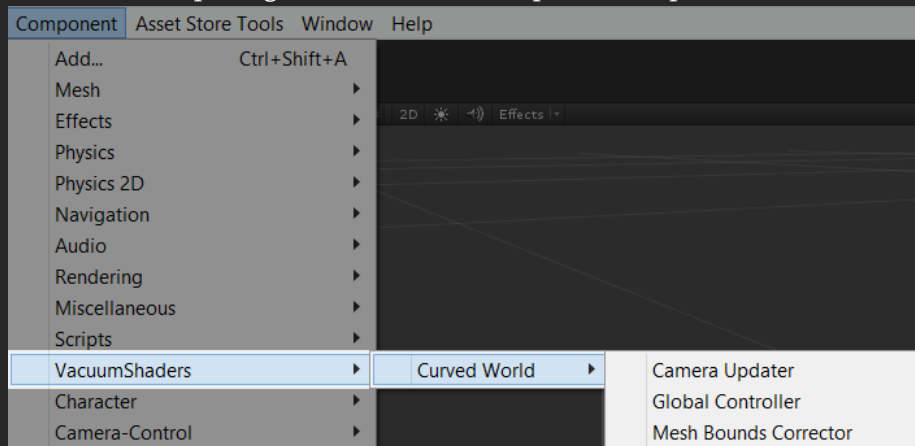 Component Asset Store Tools Window Help
Add... Ctrl+Shift+A
Mesh
Effects
2D Effects
Physics
Physics 2D
Navigation
Audio
Rendering
Miscellaneous
Scripts
VacuumShaders Curved World Camera Updater
Character Global Controller
Camera-Control Mesh Bounds Corrector